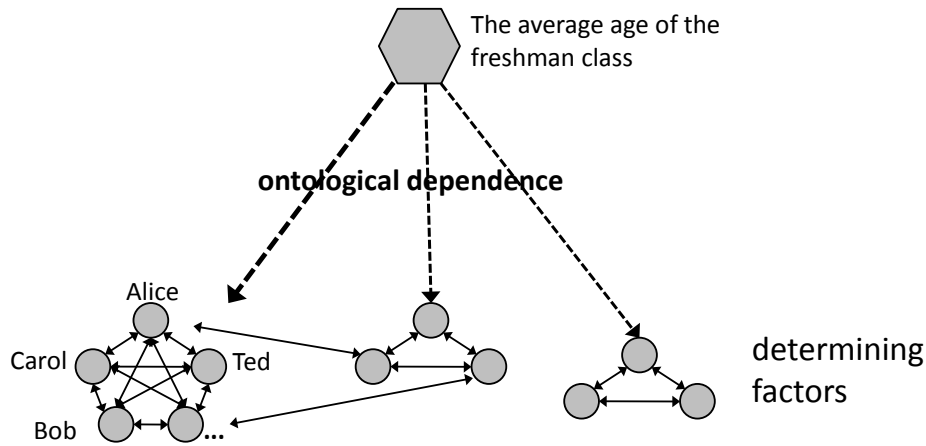 The average age of the
freshman class
ontological dependence
Alice
Carol
Ted
Bob
...
determining
factors